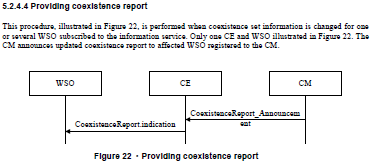 5.2.4.4 Providing coexistence report
This procedure, illustrated in Figure 22, is performed when coexistence set information is changed for one
or several WSO subscribed to the information service. Only one CE and WSO illustrated in Figure 22. The
CM announces updated coexistence report to affected WSO registered to the CM.
WSO CE CM
CoexistenceReport_Announcem
ent
CoexistenceReport.indication
Figure 22 - Providing coexistence report